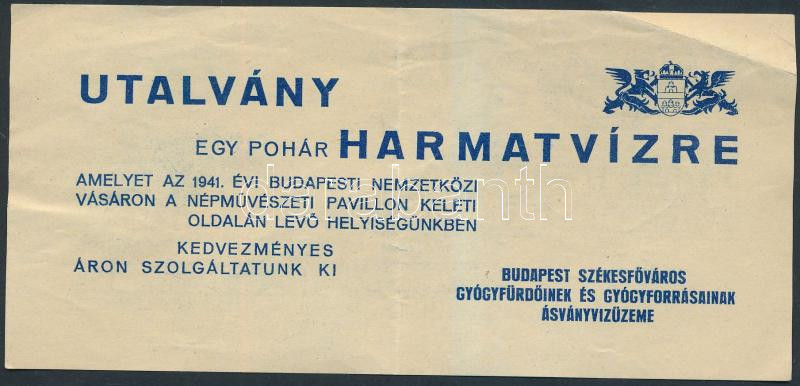 UTALVÁNY
EGY POHÁR HARMATVÍZRE
AMELYET AZ 1941. ÉVI BUDAPESTI NEMZETKÖZI
VÁSÁRON A NÉPMŰVÉSZETI PAVILLON KELETI
OLDALÁN LEVŐ HELYISÉGÜNKBEN
KEDVEZMÉNYES
ÁRON SZOLGÁLTATUNK KI
BUDAPEST SZÉKESFŐVÁROS
GYÓGYFÜRDŐINEK ÉS GYÓGYFORRÁSAINAK
ÁSVÁNYVIZÜZEME
darabanth